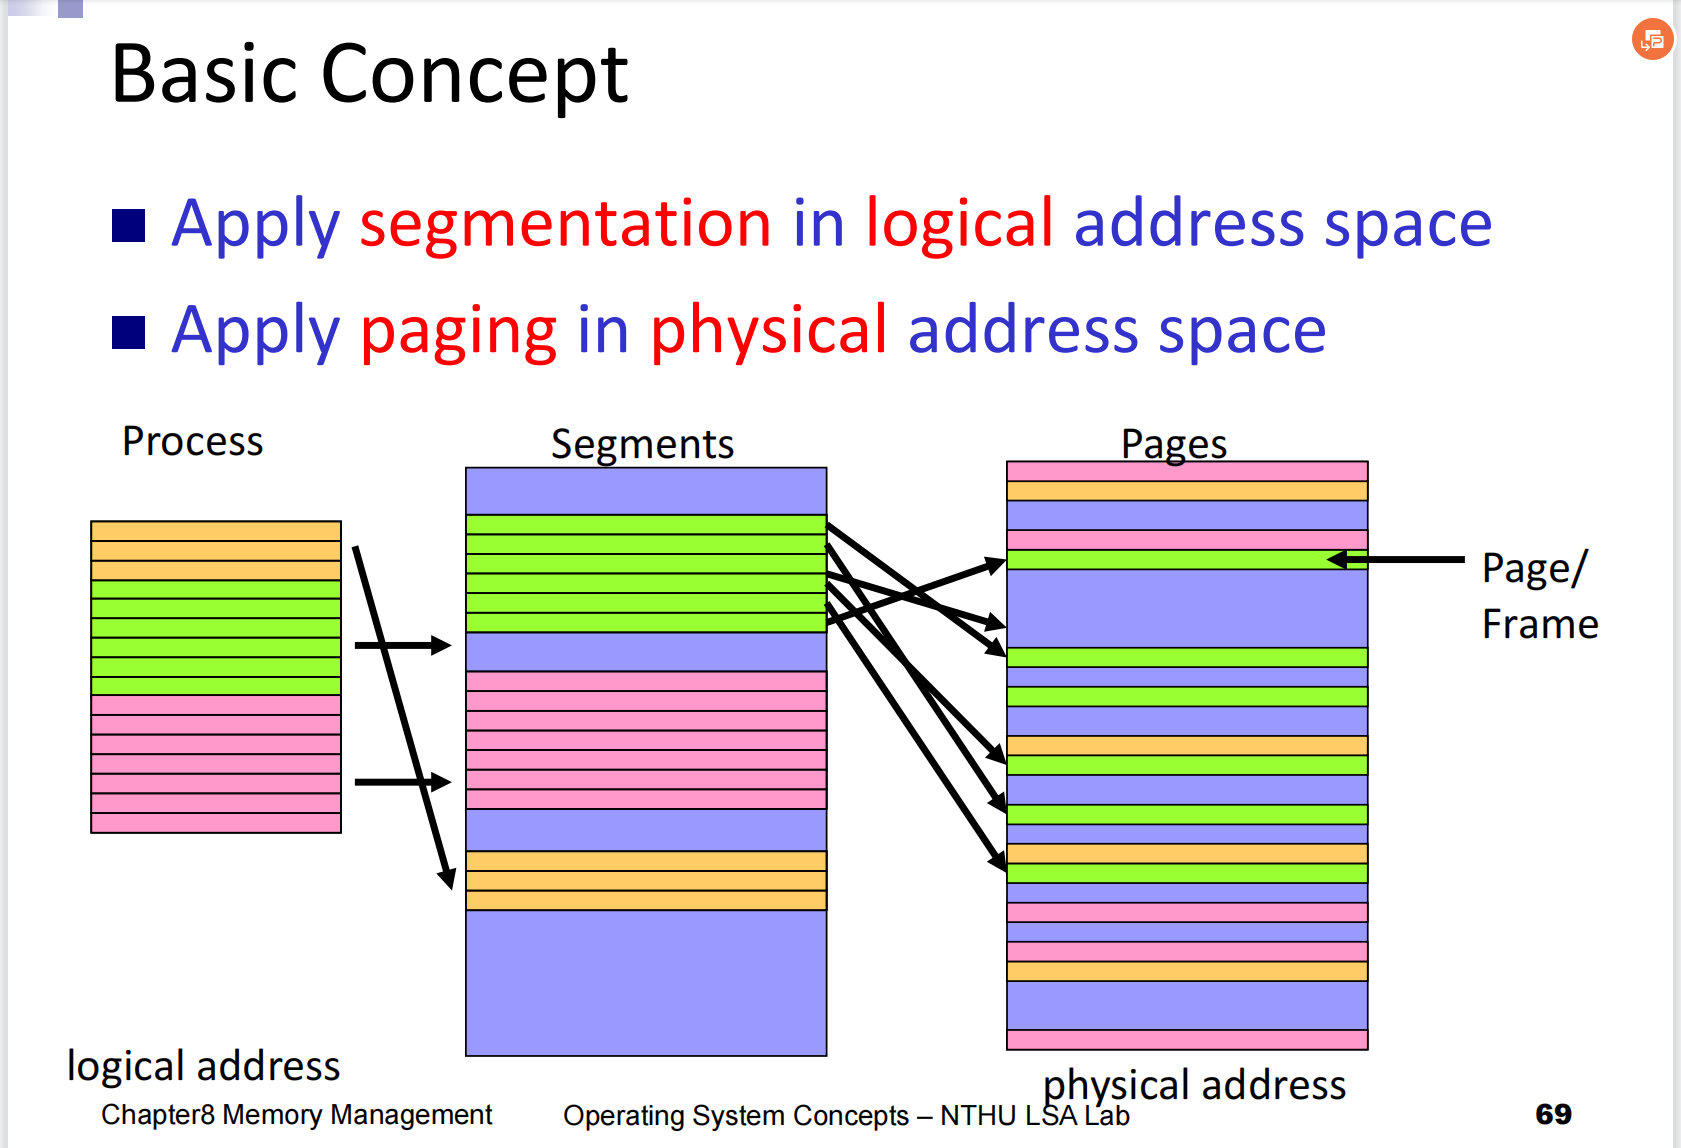 Basic Concept
Apply segmentation in logical address space
Apply paging in physical address space
Process
Segments
Pages
Page/
Frame
logical address
physical address
Chapter8 Memory Management
Operating System Concepts – NTHU LSA Lab
69